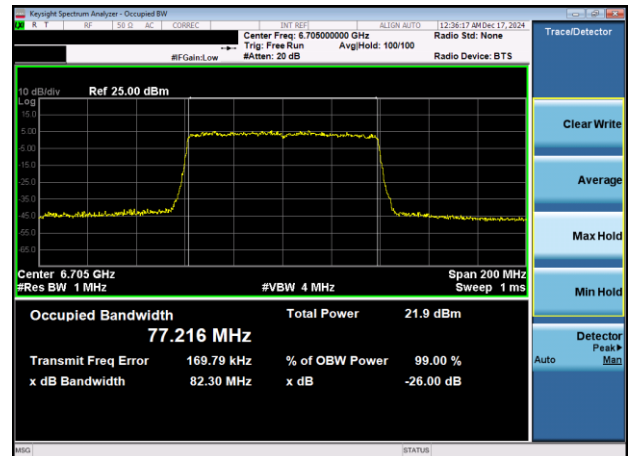 Keysight Spectrum Analyzer - Occupied BW
R T RF 50 Ω AC CORREC INT REF ALIGN AUTO 12:36:17 AM Dec 17, 2024
Center Freq: 6.705000000 GHz Radio Std: None
Trig: Free Run Avg|Hold: 100/100
#IFGain:Low #Atten: 20 dB Radio Device: BTS
Trace/Detector
10 dB/div Ref 25.00 dBm
Log
15.0
5.00
-5.00
-15.0
-25.0
-35.0
-45.0
-55.0
-65.0
Center 6.705 GHz Span 200 MHz
#Res BW 1 MHz #VBW 4 MHz Sweep 1 ms
Occupied Bandwidth Total Power 21.9 dBm
77.216 MHz
Transmit Freq Error 169.79 kHz % of OBW Power 99.00 %
x dB Bandwidth 82.30 MHz x dB -26.00 dB
Clear Write
Average
Max Hold
Min Hold
Detector
Peak▶
Auto Man
MSG STATUS